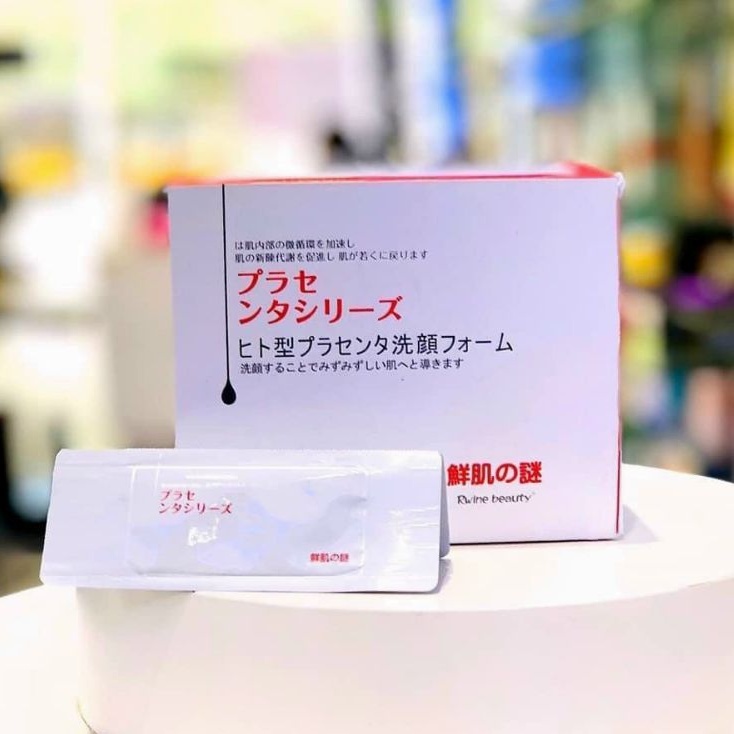 は肌内部の微循環を加速し
肌の新陳代謝を促進し 肌が若くに戻ります
プラセ
ンタシリーズ
ヒト型プラセンタ洗顔フォーム
洗顔することでみずみずしい肌へと導きます
鮮肌の謎
Rwine beauty
プラセ
ンタシリーズ
鮮肌の謎